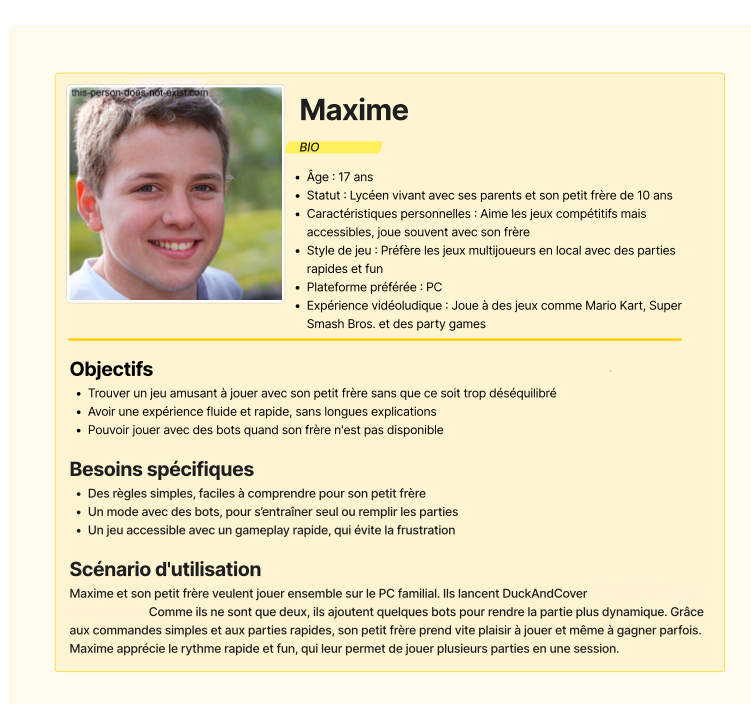 this-person-does-not-exist.com
Maxime
BIO
• Âge : 17 ans
• Statut : Lycéen vivant avec ses parents et son petit frère de 10 ans
• Caractéristiques personnelles : Aime les jeux compétitifs mais
accessibles, joue souvent avec son frère
• Style de jeu : Préfère les jeux multijoueurs en local avec des parties
rapides et fun
• Plateforme préférée : PC
• Expérience vidéoludique : Joue à des jeux comme Mario Kart, Super
Smash Bros. et des party games
Objectifs
• Trouver un jeu amusant à jouer avec son petit frère sans que ce soit trop déséquilibré
• Avoir une expérience fluide et rapide, sans longues explications
• Pouvoir jouer avec des bots quand son frère n'est pas disponible
Besoins spécifiques
• Des règles simples, faciles à comprendre pour son petit frère
• Un mode avec des bots, pour s'entraîner seul ou remplir les parties
• Un jeu accessible avec un gameplay rapide, qui évite la frustration
Scénario d'utilisation
Maxime et son petit frère veulent jouer ensemble sur le PC familial. Ils lancent DuckAndCover
Comme ils ne sont que deux, ils ajoutent quelques bots pour rendre la partie plus dynamique. Grâce
aux commandes simples et aux parties rapides, son petit frère prend vite plaisir à jouer et même à gagner parfois.
Maxime apprécie le rythme rapide et fun, qui leur permet de jouer plusieurs parties en une session.